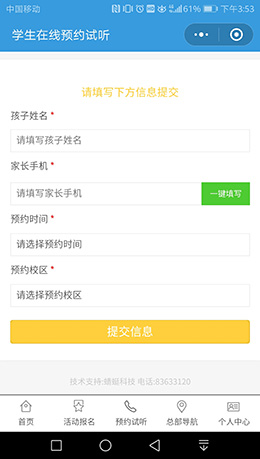 中国移动
61% 下午3:53
学生在线预约试听
请填写下方信息提交
孩子姓名 *
请填写孩子姓名
家长手机 *
请填写家长手机
一键填写
预约时间 *
请选择预约时间
预约校区 *
请选择预约校区
提交信息
技术支持:蜻蜓科技 电话:83633120
首页
活动报名
预约试听
总部导航
个人中心